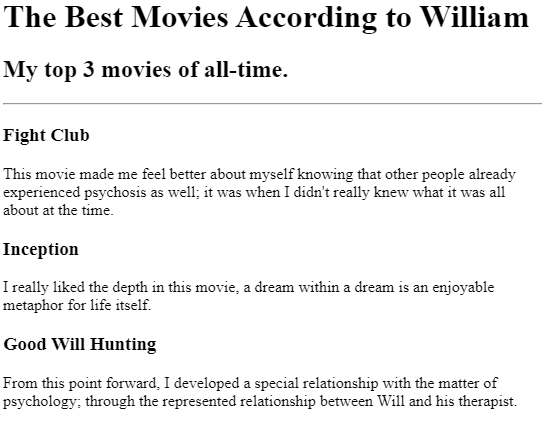 The Best Movies According to William
My top 3 movies of all-time.
Fight Club
This movie made me feel better about myself knowing that other people already
experienced psychosis as well; it was when I didn't really knew what it was all
about at the time.
Inception
I really liked the depth in this movie, a dream within a dream is an enjoyable
metaphor for life itself.
Good Will Hunting
From this point forward, I developed a special relationship with the matter of
psychology; through the represented relationship between Will and his therapist.